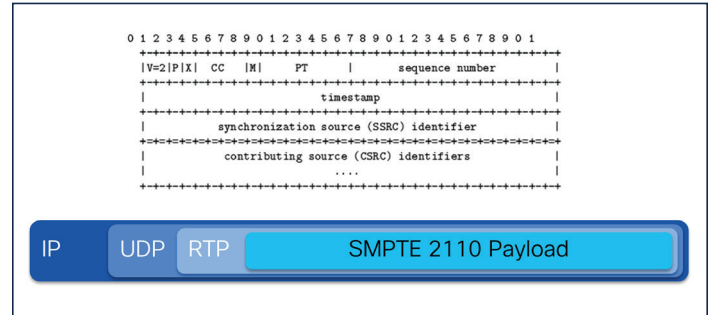 0 1 2 3 4 5 6 7 8 9 0 1 2 3 4 5 6 7 8 9 0 1 2 3 4 5 6 7 8 9 0 1
+-+-+-+-+-+-+-+-+-+-+-+-+-+-+-+-+-+-+-+-+-+-+-+-+-+-+-+-+-+-+-+-+
|V=2|P|X| CC |M| PT | sequence number |
+-+-+-+-+-+-+-+-+-+-+-+-+-+-+-+-+-+-+-+-+-+-+-+-+-+-+-+-+-+-+-+-+
| timestamp |
+-+-+-+-+-+-+-+-+-+-+-+-+-+-+-+-+-+-+-+-+-+-+-+-+-+-+-+-+-+-+-+-+
| synchronization source (SSRC) identifier |
+=+=+=+=+=+=+=+=+=+=+=+=+=+=+=+=+=+=+=+=+=+=+=+=+=+=+=+=+=+=+=+=+
| contributing source (CSRC) identifiers |
| .... |
+-+-+-+-+-+-+-+-+-+-+-+-+-+-+-+-+-+-+-+-+-+-+-+-+-+-+-+-+-+-+-+-+
IP UDP RTP SMPTE 2110 Payload